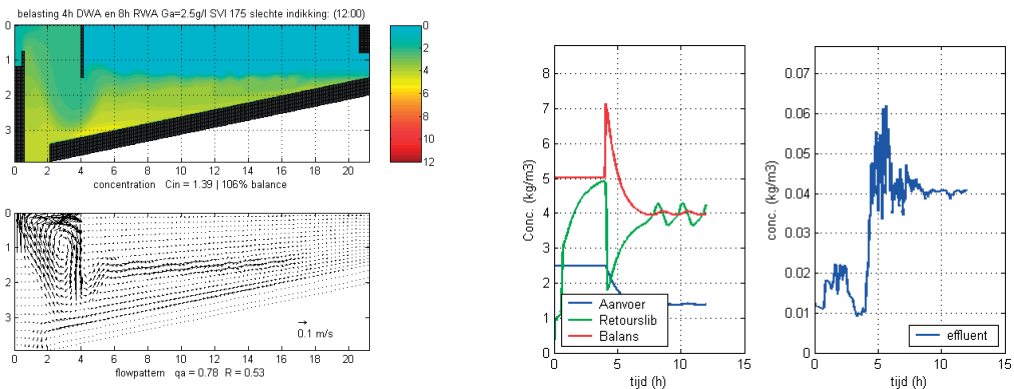 belasting 4h DWA en 8h RWA Ga=2.5g/l SVI 175 slechte indikking: (12:00)
0
1
2
3
0 2 4 6 8 10 12 14 16 18 20
concentration Cin = 1.39 | 106% balance
0
2
4
6
8
10
12
0
1
2
3
0.1 m/s
0 2 4 6 8 10 12 14 16 18 20
flowpattern qa = 0.78 R = 0.53
Conc. (kg/m3)
8
7
6
5
4
3
2
1
0
Aanvoer
Retourslib
Balans
0 5 10 15
tijd (h)
conc. (kg/m3)
0.07
0.06
0.05
0.04
0.03
0.02
0.01
0
effluent
0 5 10 15
tijd (h)